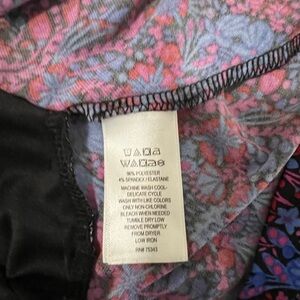 96% POLYESTER
4% SPANDEX / ELASTANE
MACHINE WASH COOL
DELICATE CYCLE
WASH WITH LIKE COLORS
ONLY NON-CHLORINE
BLEACH WHEN NEEDED
TUMBLE DRY LOW
REMOVE PROMPTLY
FROM DRYER
LOW IRON
RN# 75343